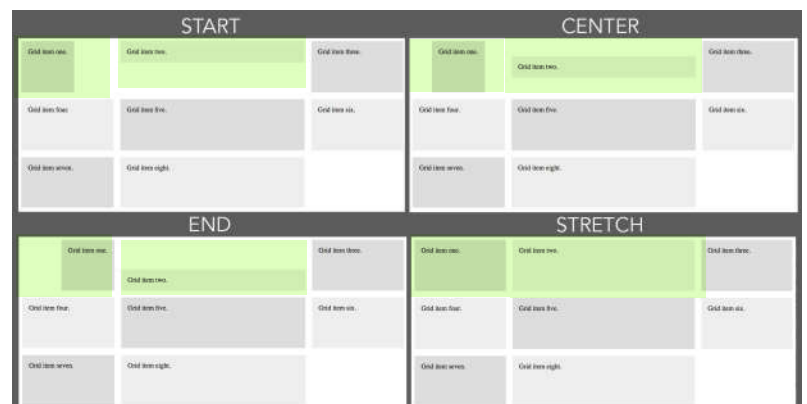 START
Grid item one.
Grid item two.
Grid item three.
Grid item four.
Grid item five.
Grid item six.
Grid item seven.
Grid item eight.
CENTER
Grid item one.
Grid item two.
Grid item three.
Grid item four.
Grid item five.
Grid item six.
Grid item seven.
Grid item eight.
END
Grid item one.
Grid item two.
Grid item three.
Grid item four.
Grid item five.
Grid item six.
Grid item seven.
Grid item eight.
STRETCH
Grid item one.
Grid item two.
Grid item three.
Grid item four.
Grid item five.
Grid item six.
Grid item seven.
Grid item eight.